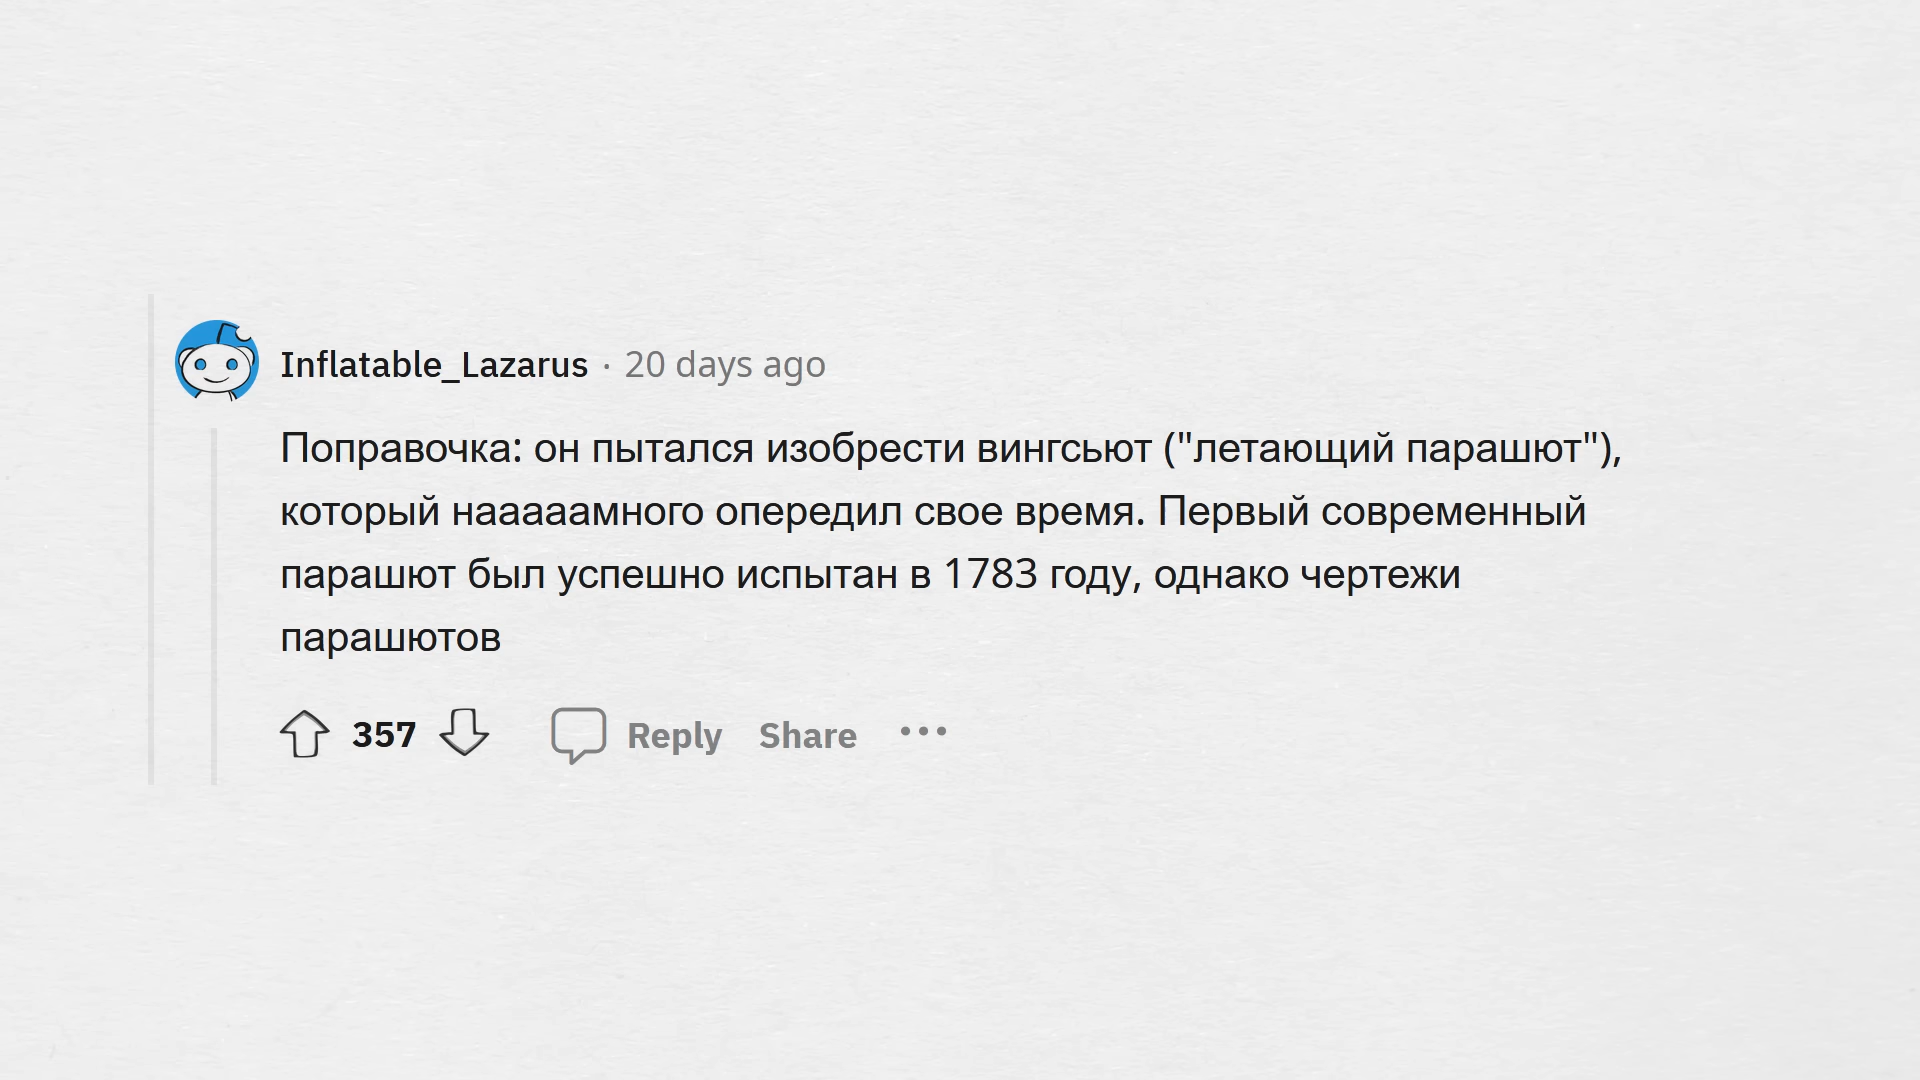 Inflatable_Lazarus · 20 days ago
Поправочка: он пытался изобрести вингсьют ("летающий парашют"),
который нааааамного опередил свое время. Первый современный
парашют был успешно испытан в 1783 году, однако чертежи
парашютов
357 Reply Share